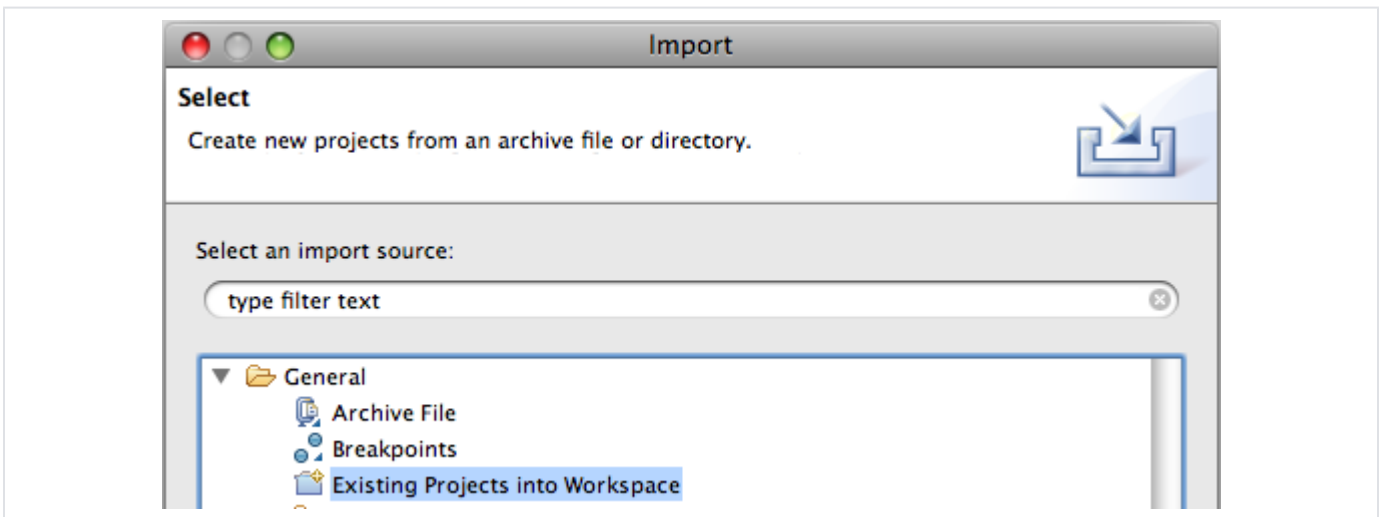 Import
Select
Create new projects from an archive file or directory.
Select an import source:
type filter text
General
Archive File
Breakpoints
Existing Projects into Workspace